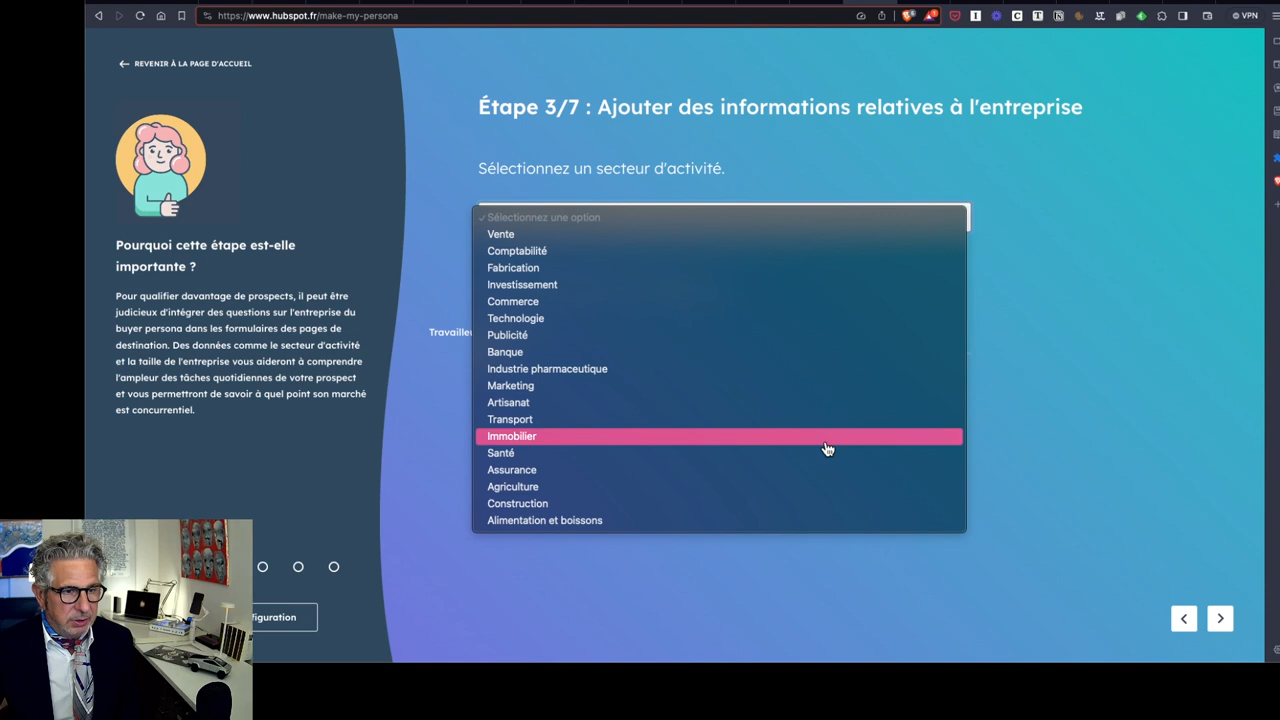 https://www.hubspot.fr/make-my-persona
VPN
REVENIR À LA PAGE D'ACCUEIL
Étape 3/7 : Ajouter des informations relatives à l'entreprise
Sélectionnez un secteur d'activité.
Pourquoi cette étape est-elle
importante ?
Pour qualifier davantage de prospects, il peut être
judicieux d'intégrer des questions sur l'entreprise du
buyer persona dans les formulaires des pages de
destination. Des données comme le secteur d'activité
et la taille de l'entreprise vous aideront à comprendre
l'ampleur des tâches quotidiennes de votre prospect
et vous permettront de savoir à quel point son marché
est concurrentiel.
✓ Sélectionnez une option
Vente
Comptabilité
Fabrication
Investissement
Commerce
Technologie
Publicité
Banque
Industrie pharmaceutique
Marketing
Artisanat
Transport
Immobilier
Santé
Assurance
Agriculture
Construction
Alimentation et boissons
Travailleu
figuration